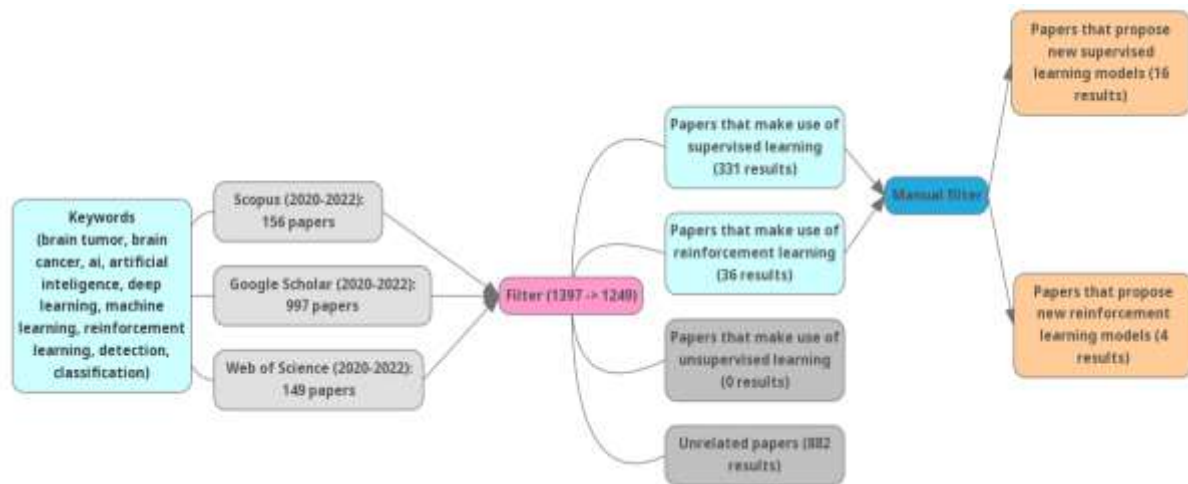 Keywords
(brain tumor, brain
cancer, ai, artificial
inteligence, deep
learning, machine
learning, reinforcement
learning, detection,
classification)
Scopus (2020-2022):
156 papers
Google Scholar (2020-2022):
997 papers
Web of Science (2020-2022):
149 papers
Filter (1397 -> 1249)
Papers that make use of
supervised learning
(331 results)
Papers that make use of
reinforcement learning
(36 results)
Papers that make use of
unsupervised learning
(0 results)
Unrelated papers (882
results)
Manual filter
Papers that propose
new supervised
learning models (16
results)
Papers that propose
new reinforcement
learning models (4
results)